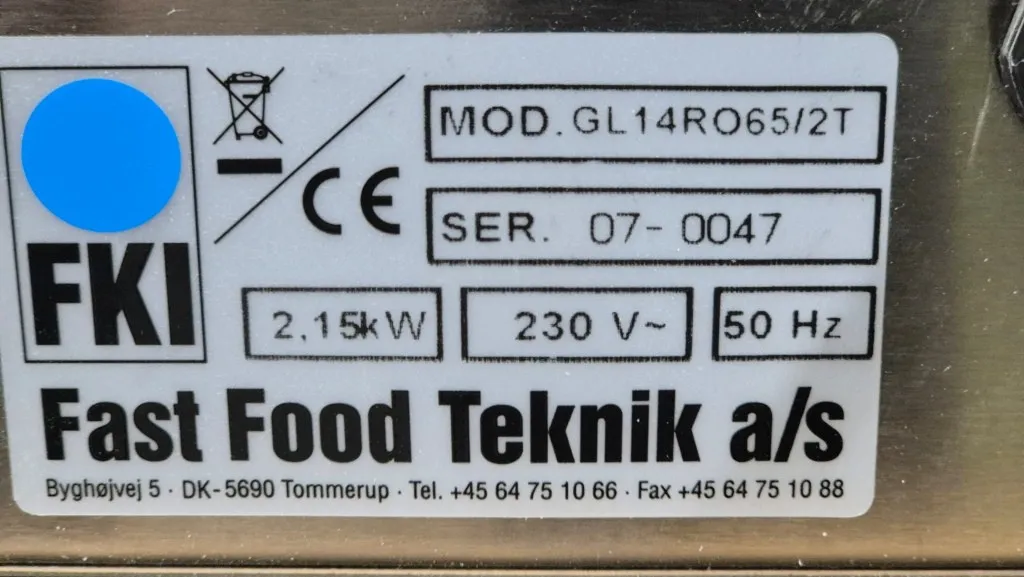 MOD. GL14RO65/2T
CE
SER. 07-0047
FKI
2,15kW 230 V~ 50 Hz
Fast Food Teknik a/s
Byghøjvej 5 · DK-5690 Tommerup · Tel. +45 64 75 10 66 · Fax +45 64 75 10 88